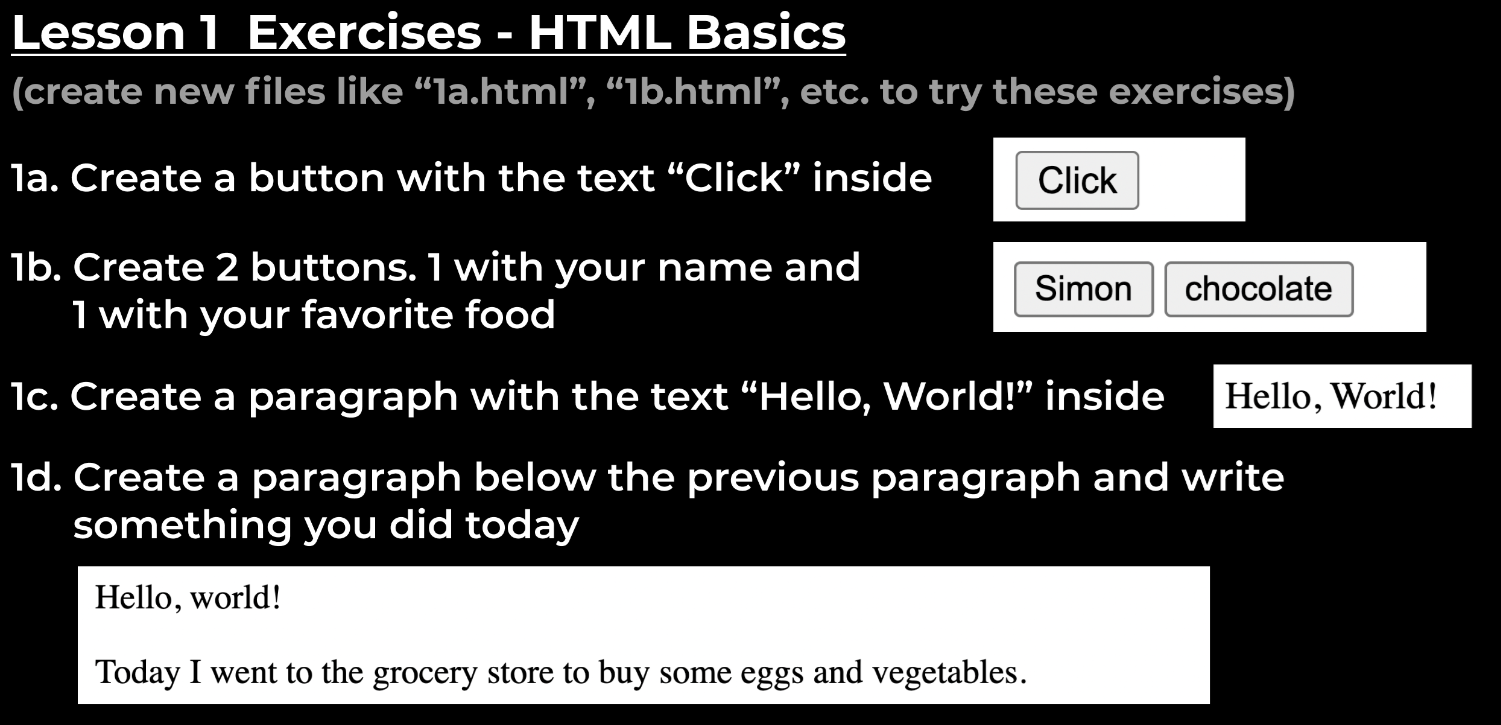 Lesson 1  Exercises - HTML Basics
(create new files like “1a.html”, “1b.html”, etc. to try these exercises)
1a. Create a button with the text “Click” inside
Click
1b. Create 2 buttons. 1 with your name and
1 with your favorite food
Simon chocolate
1c. Create a paragraph with the text “Hello, World!” inside
Hello, World!
1d. Create a paragraph below the previous paragraph and write
something you did today
Hello, world!
Today I went to the grocery store to buy some eggs and vegetables.